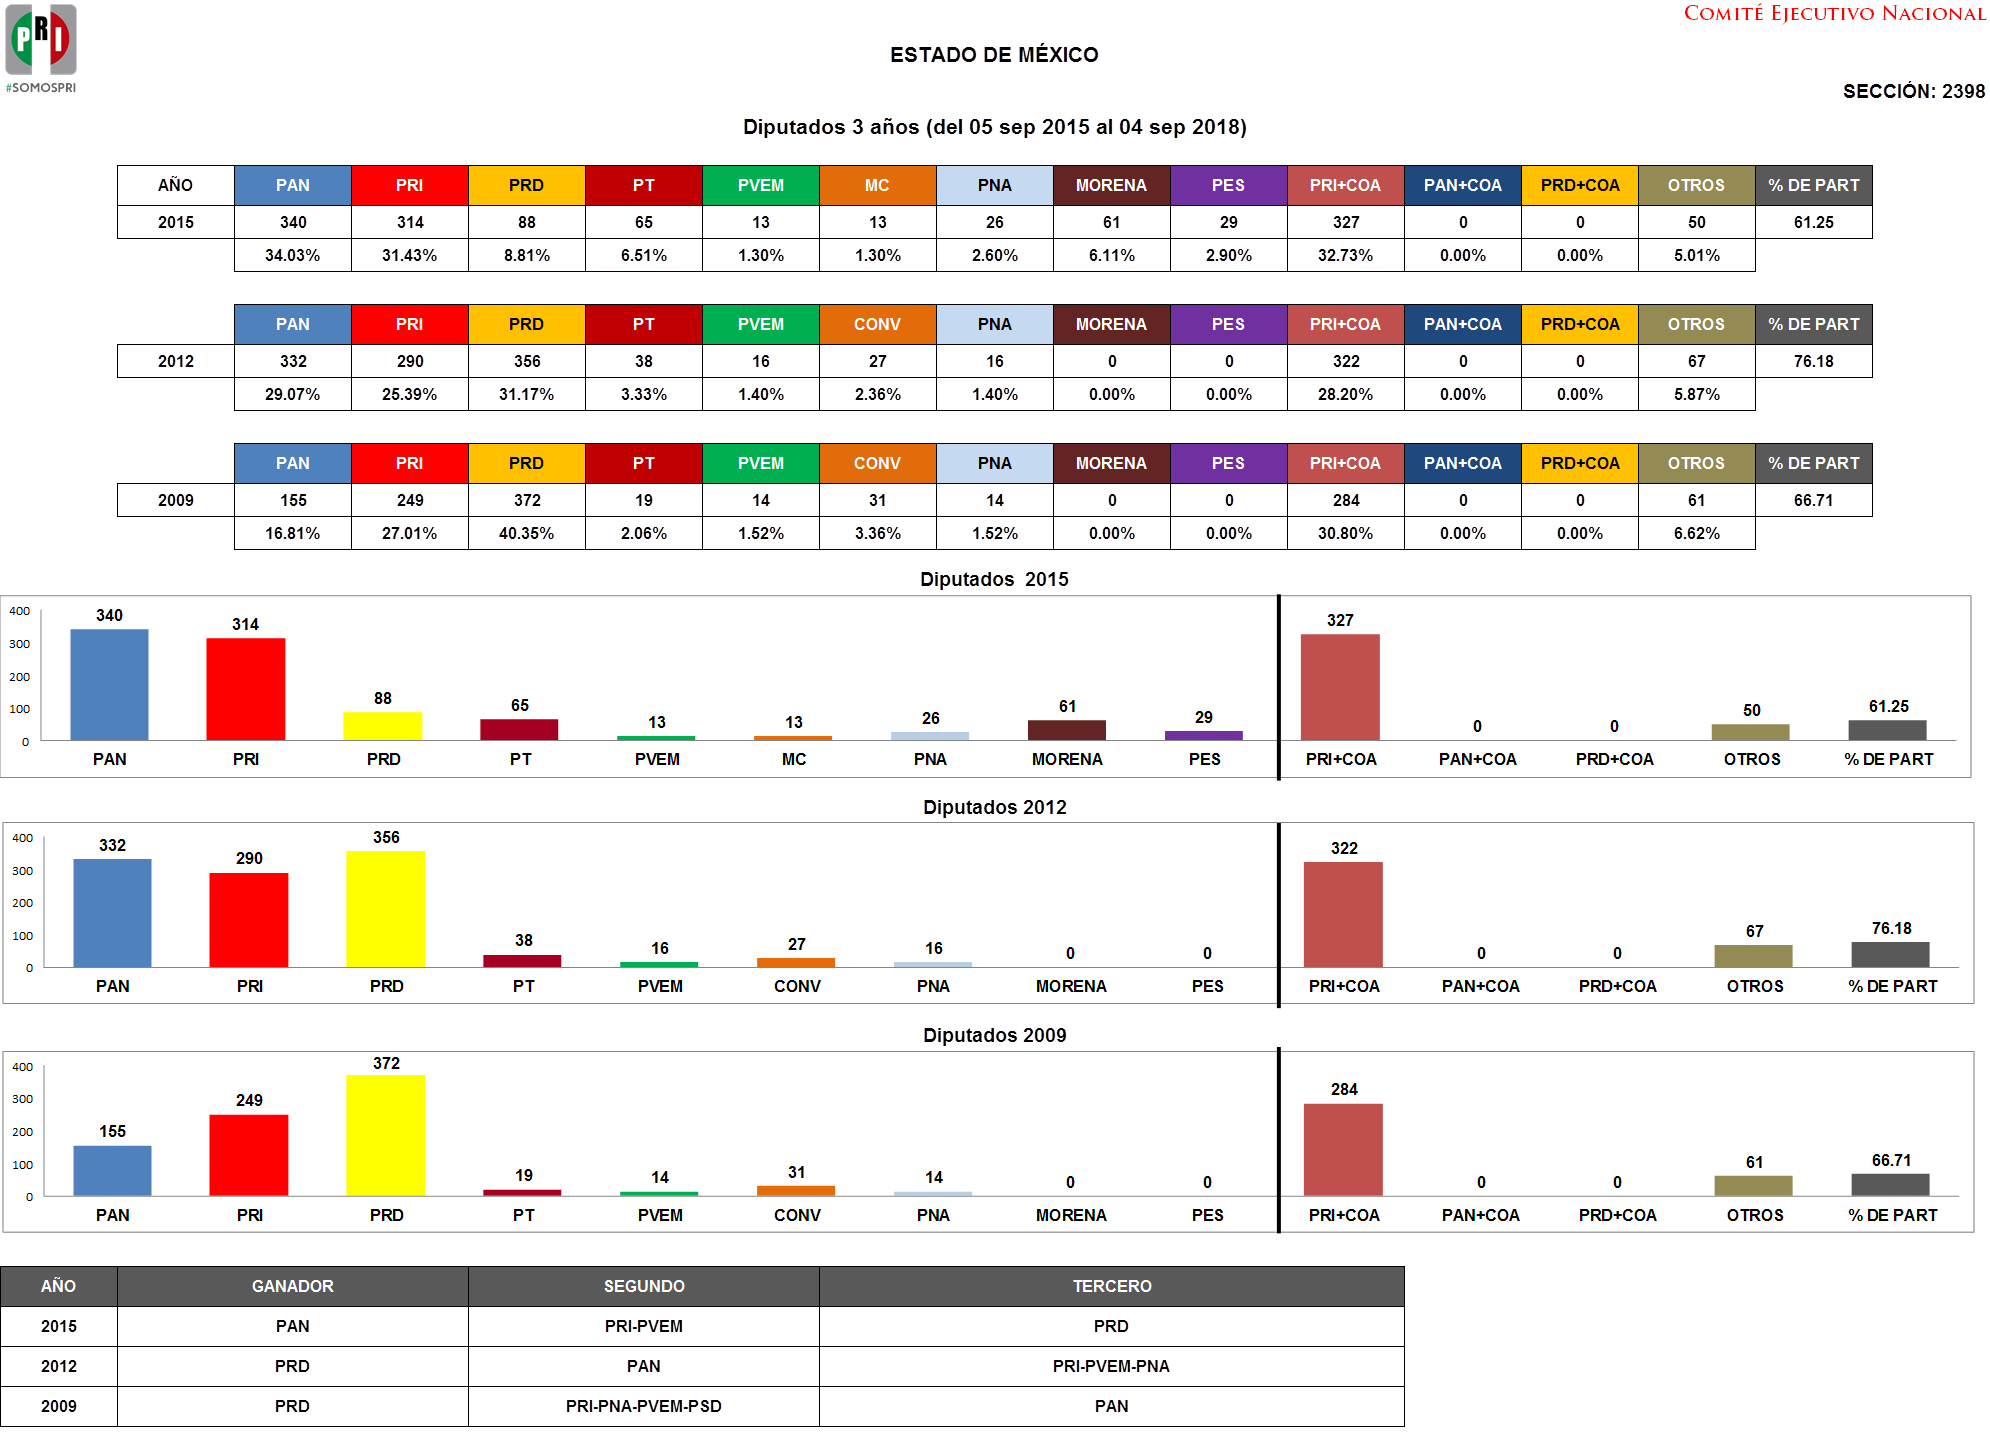 COMITÉ EJECUTIVO NACIONAL
PRI
#SOMOSPRI
ESTADO DE MÉXICO
SECCIÓN: 2398
Diputados 3 años (del 05 sep 2015 al 04 sep 2018)
AÑO PAN PRI PRD PT PVEM MC PNA MORENA PES PRI+COA PAN+COA PRD+COA OTROS % DE PART
2015 340 314 88 65 13 13 26 61 29 327 0 0 50 61.25
34.03% 31.43% 8.81% 6.51% 1.30% 1.30% 2.60% 6.11% 2.90% 32.73% 0.00% 0.00% 5.01%
PAN PRI PRD PT PVEM CONV PNA MORENA PES PRI+COA PAN+COA PRD+COA OTROS % DE PART
2012 332 290 356 38 16 27 16 0 0 322 0 0 67 76.18
29.07% 25.39% 31.17% 3.33% 1.40% 2.36% 1.40% 0.00% 0.00% 28.20% 0.00% 0.00% 5.87%
PAN PRI PRD PT PVEM CONV PNA MORENA PES PRI+COA PAN+COA PRD+COA OTROS % DE PART
2009 155 249 372 19 14 31 14 0 0 284 0 0 61 66.71
16.81% 27.01% 40.35% 2.06% 1.52% 3.36% 1.52% 0.00% 0.00% 30.80% 0.00% 0.00% 6.62%
Diputados 2015
400
300
200
100
0
340 314 88 65 13 13 26 61 29 327 0 0 50 61.25
PAN PRI PRD PT PVEM MC PNA MORENA PES PRI+COA PAN+COA PRD+COA OTROS % DE PART
Diputados 2012
400
300
200
100
0
332 290 356 38 16 27 16 0 0 322 0 0 67 76.18
PAN PRI PRD PT PVEM CONV PNA MORENA PES PRI+COA PAN+COA PRD+COA OTROS % DE PART
Diputados 2009
400
300
200
100
0
155 249 372 19 14 31 14 0 0 284 0 0 61 66.71
PAN PRI PRD PT PVEM CONV PNA MORENA PES PRI+COA PAN+COA PRD+COA OTROS % DE PART
AÑO GANADOR SEGUNDO TERCERO
2015 PAN PRI-PVEM PRD
2012 PRD PAN PRI-PVEM-PNA
2009 PRD PRI-PNA-PVEM-PSD PAN